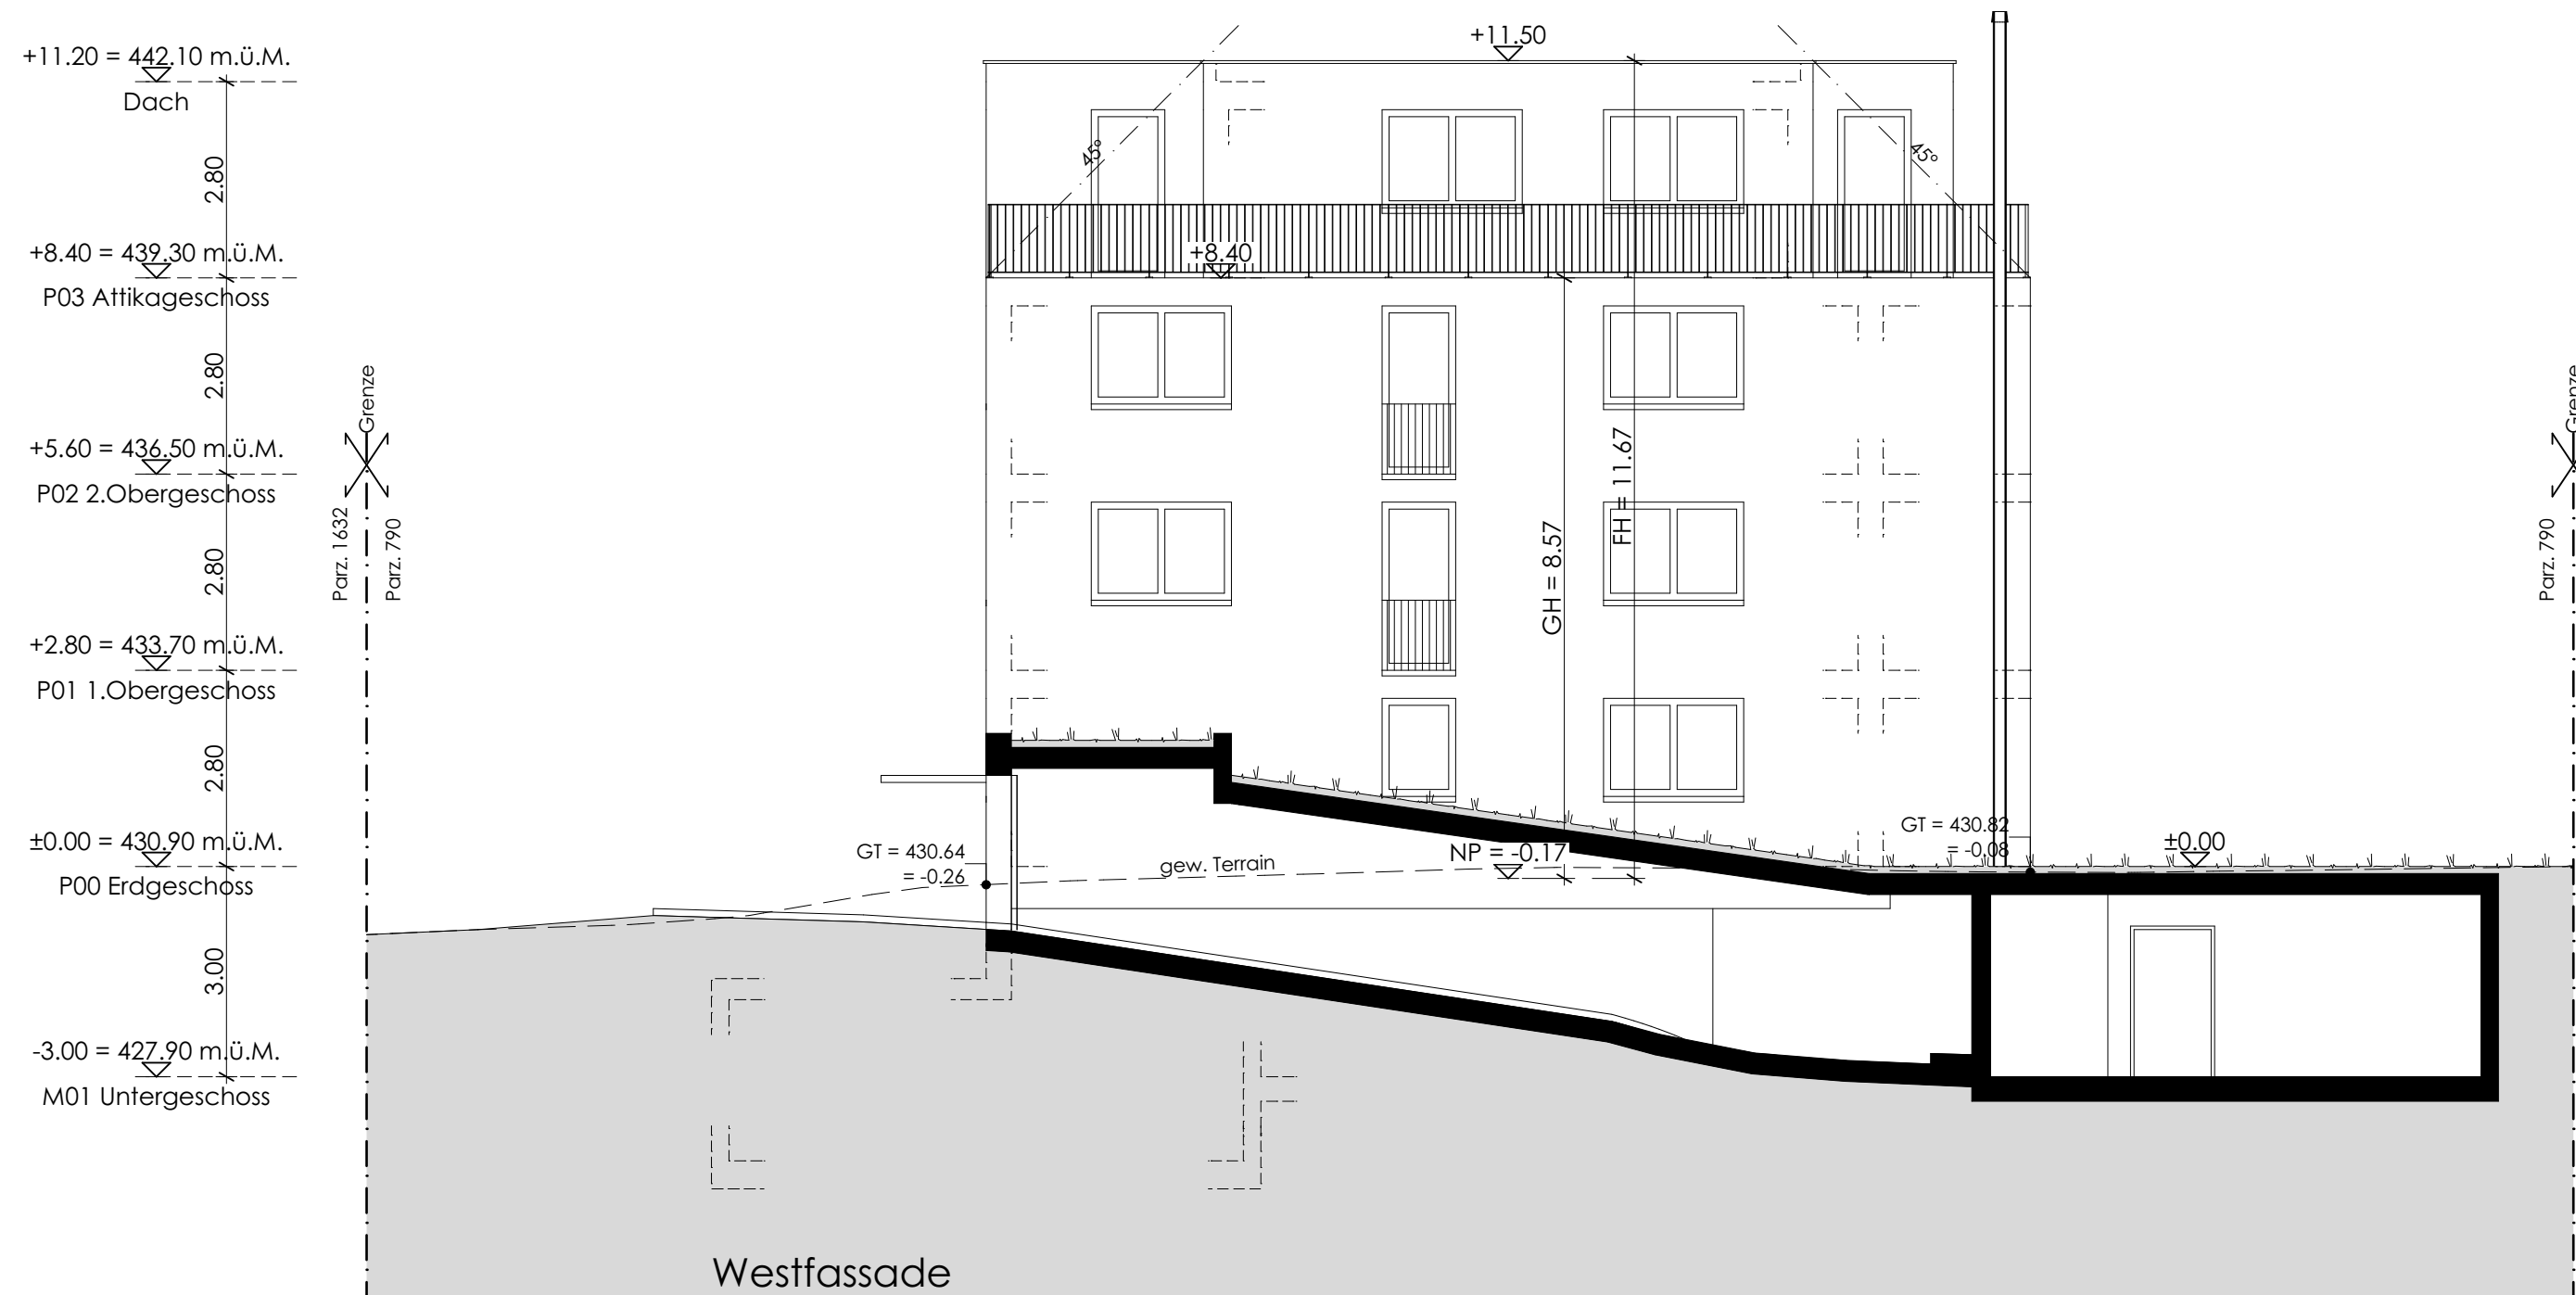 +11.20 = 442.10 m.ü.M.
Dach
2.80
+8.40 = 439.30 m.ü.M.
P03 Attikageschoss
2.80
+5.60 = 436.50 m.ü.M.
P02 2.Obergeschoss
2.80
+2.80 = 433.70 m.ü.M.
P01 1.Obergeschoss
2.80
±0.00 = 430.90 m.ü.M.
P00 Erdgeschoss
3.00
-3.00 = 427.90 m.ü.M.
M01 Untergeschoss
Grenze
Parz. 1632
Parz. 790
+11.50
45°
45°
+8.40
GH = 8.57
FH = 11.67
GT = 430.64
= -0.26
gew. Terrain
NP = -0.17
GT = 430.82
= -0.08
±0.00
Grenze
Parz. 790
Westfassade